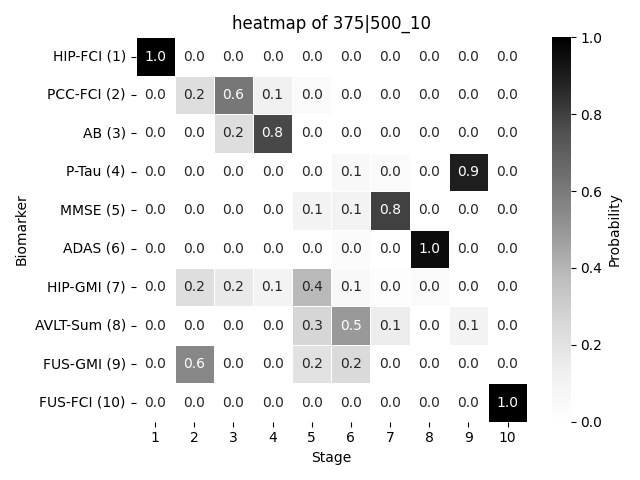 heatmap of 375|500_10
HIP-FCI (1) 1.0 0.0 0.0 0.0 0.0 0.0 0.0 0.0 0.0 0.0
PCC-FCI (2) 0.0 0.2 0.6 0.1 0.0 0.0 0.0 0.0 0.0 0.0
AB (3) 0.0 0.0 0.2 0.8 0.0 0.0 0.0 0.0 0.0 0.0
P-Tau (4) 0.0 0.0 0.0 0.0 0.0 0.1 0.0 0.0 0.9 0.0
MMSE (5) 0.0 0.0 0.0 0.0 0.1 0.1 0.8 0.0 0.0 0.0
ADAS (6) 0.0 0.0 0.0 0.0 0.0 0.0 0.0 1.0 0.0 0.0
HIP-GMI (7) 0.0 0.2 0.2 0.1 0.4 0.1 0.0 0.0 0.0 0.0
AVLT-Sum (8) 0.0 0.0 0.0 0.0 0.3 0.5 0.1 0.0 0.1 0.0
FUS-GMI (9) 0.0 0.6 0.0 0.0 0.2 0.2 0.0 0.0 0.0 0.0
FUS-FCI (10) 0.0 0.0 0.0 0.0 0.0 0.0 0.0 0.0 0.0 1.0
1 2 3 4 5 6 7 8 9 10
Stage
Biomarker
1.0
0.8
0.6
0.4
0.2
0.0
Probability